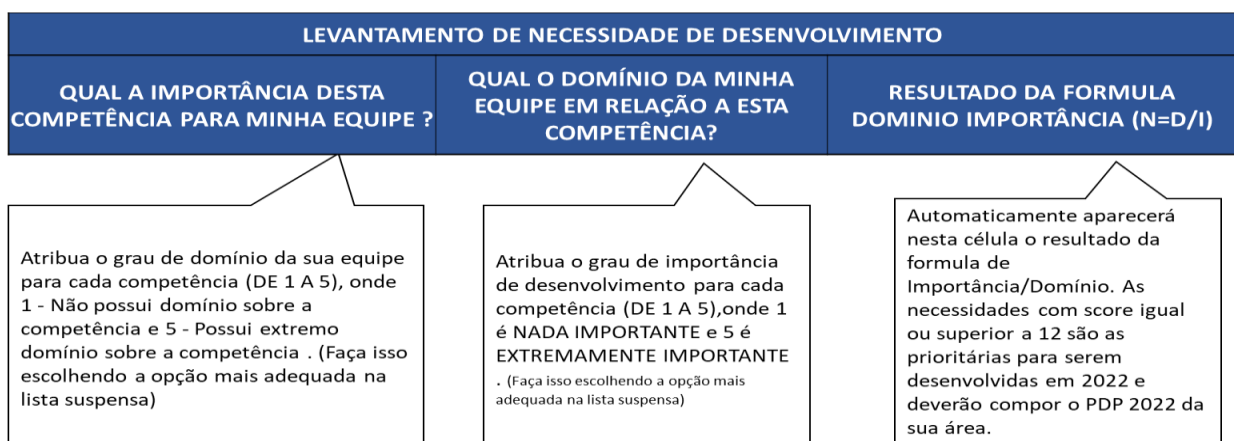 LEVANTAMENTO DE NECESSIDADE DE DESENVOLVIMENTO
QUAL A IMPORTÂNCIA DESTA
COMPETÊNCIA PARA MINHA EQUIPE ?
QUAL O DOMÍNIO DA MINHA
EQUIPE EM RELAÇÃO A ESTA
COMPETÊNCIA?
RESULTADO DA FORMULA
DOMINIO IMPORTÂNCIA (N=D/I)
Atribua o grau de domínio da sua equipe
para cada competência (DE 1 A 5), onde
1 - Não possui domínio sobre a
competência e 5 - Possui extremo
domínio sobre a competência . (Faça isso
escolhendo a opção mais adequada na
lista suspensa)
Atribua o grau de importância
de desenvolvimento para cada
competência (DE 1 A 5),onde 1
é NADA IMPORTANTE e 5 é
EXTREMAMENTE IMPORTANTE
. (Faça isso escolhendo a opção mais
adequada na lista suspensa)
Automaticamente aparecerá
nesta célula o resultado da
formula de
Importância/Domínio. As
necessidades com score igual
ou superior a 12 são as
prioritárias para serem
desenvolvidas em 2022 e
deverão compor o PDP 2022 da
sua área.